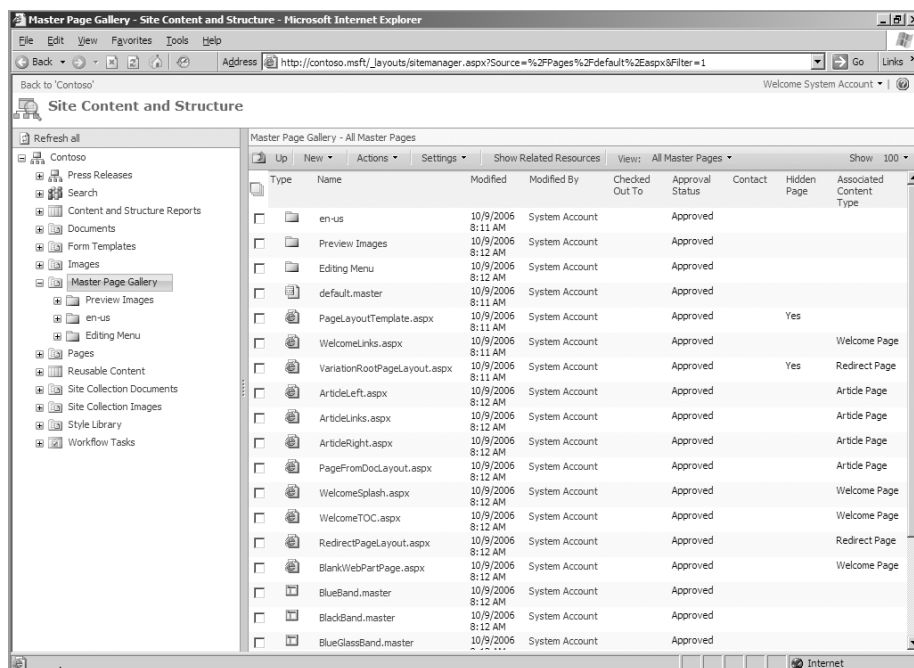 Master Page Gallery - Site Content and Structure - Microsoft Internet Explorer
File Edit View Favorites Tools Help
Back Address http://contoso.msft/_layouts/sitemanager.aspx?Source=%2FPages%2Fdefault%2Easpx&Filter=1 Go Links
Back to 'Contoso' Welcome System Account
Site Content and Structure
Refresh all
Contoso
Press Releases
Search
Content and Structure Reports
Documents
Form Templates
Images
Master Page Gallery
Preview Images
en-us
Editing Menu
Pages
Reusable Content
Site Collection Documents
Site Collection Images
Style Library
Workflow Tasks
Master Page Gallery - All Master Pages
Up New Actions Settings Show Related Resources View: All Master Pages Show 100
Type Name Modified Modified By Checked Out To Approval Status Contact Hidden Page Associated Content Type
en-us 10/9/2006 8:11 AM System Account Approved
Preview Images 10/9/2006 8:12 AM System Account Approved
Editing Menu 10/9/2006 8:12 AM System Account Approved
default.master 10/9/2006 8:11 AM System Account Approved
PageLayoutTemplate.aspx 10/9/2006 8:11 AM System Account Approved Yes
WelcomeLinks.aspx 10/9/2006 8:11 AM System Account Approved Welcome Page
VariationRootPageLayout.aspx 10/9/2006 8:11 AM System Account Approved Yes Redirect Page
ArticleLeft.aspx 10/9/2006 8:12 AM System Account Approved Article Page
ArticleLinks.aspx 10/9/2006 8:12 AM System Account Approved Article Page
ArticleRight.aspx 10/9/2006 8:12 AM System Account Approved Article Page
PageFromDocLayout.aspx 10/9/2006 8:12 AM System Account Approved Article Page
WelcomeSplash.aspx 10/9/2006 8:12 AM System Account Approved Welcome Page
WelcomeTOC.aspx 10/9/2006 8:12 AM System Account Approved Welcome Page
RedirectPageLayout.aspx 10/9/2006 8:12 AM System Account Approved Redirect Page
BlankWebPartPage.aspx 10/9/2006 8:12 AM System Account Approved Welcome Page
BlueBand.master 10/9/2006 8:12 AM System Account Approved
BlackBand.master 10/9/2006 8:12 AM System Account Approved
BlueGlassBand.master 10/9/2006 System Account Approved
Internet